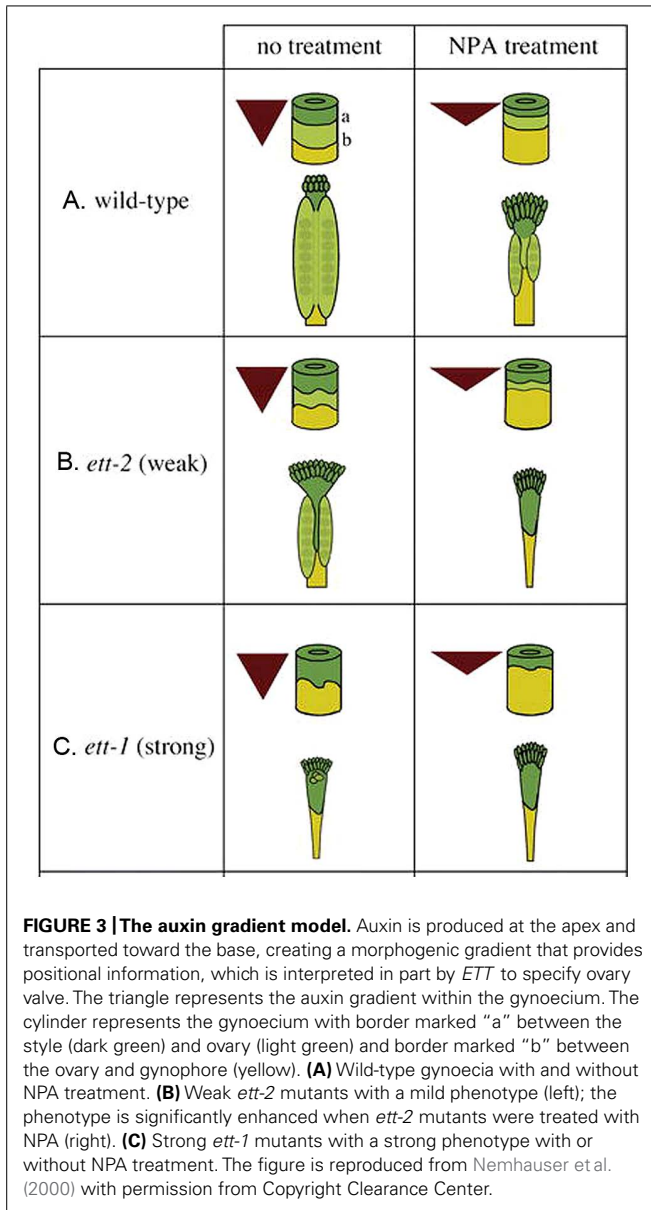 no treatment NPA treatment
a
b
A. wild-type
B. ett-2 (weak)
C. ett-1 (strong)
FIGURE 3 | The auxin gradient model. Auxin is produced at the apex and
transported toward the base, creating a morphogenic gradient that provides
positional information, which is interpreted in part by ETT to specify ovary
valve. The triangle represents the auxin gradient within the gynoecium. The
cylinder represents the gynoecium with border marked “a” between the
style (dark green) and ovary (light green) and border marked “b” between
the ovary and gynophore (yellow). (A) Wild-type gynoecia with and without
NPA treatment. (B) Weak ett-2 mutants with a mild phenotype (left); the
phenotype is significantly enhanced when ett-2 mutants were treated with
NPA (right). (C) Strong ett-1 mutants with a strong phenotype with or
without NPA treatment. The figure is reproduced from Nemhauser et al.
(2000) with permission from Copyright Clearance Center.